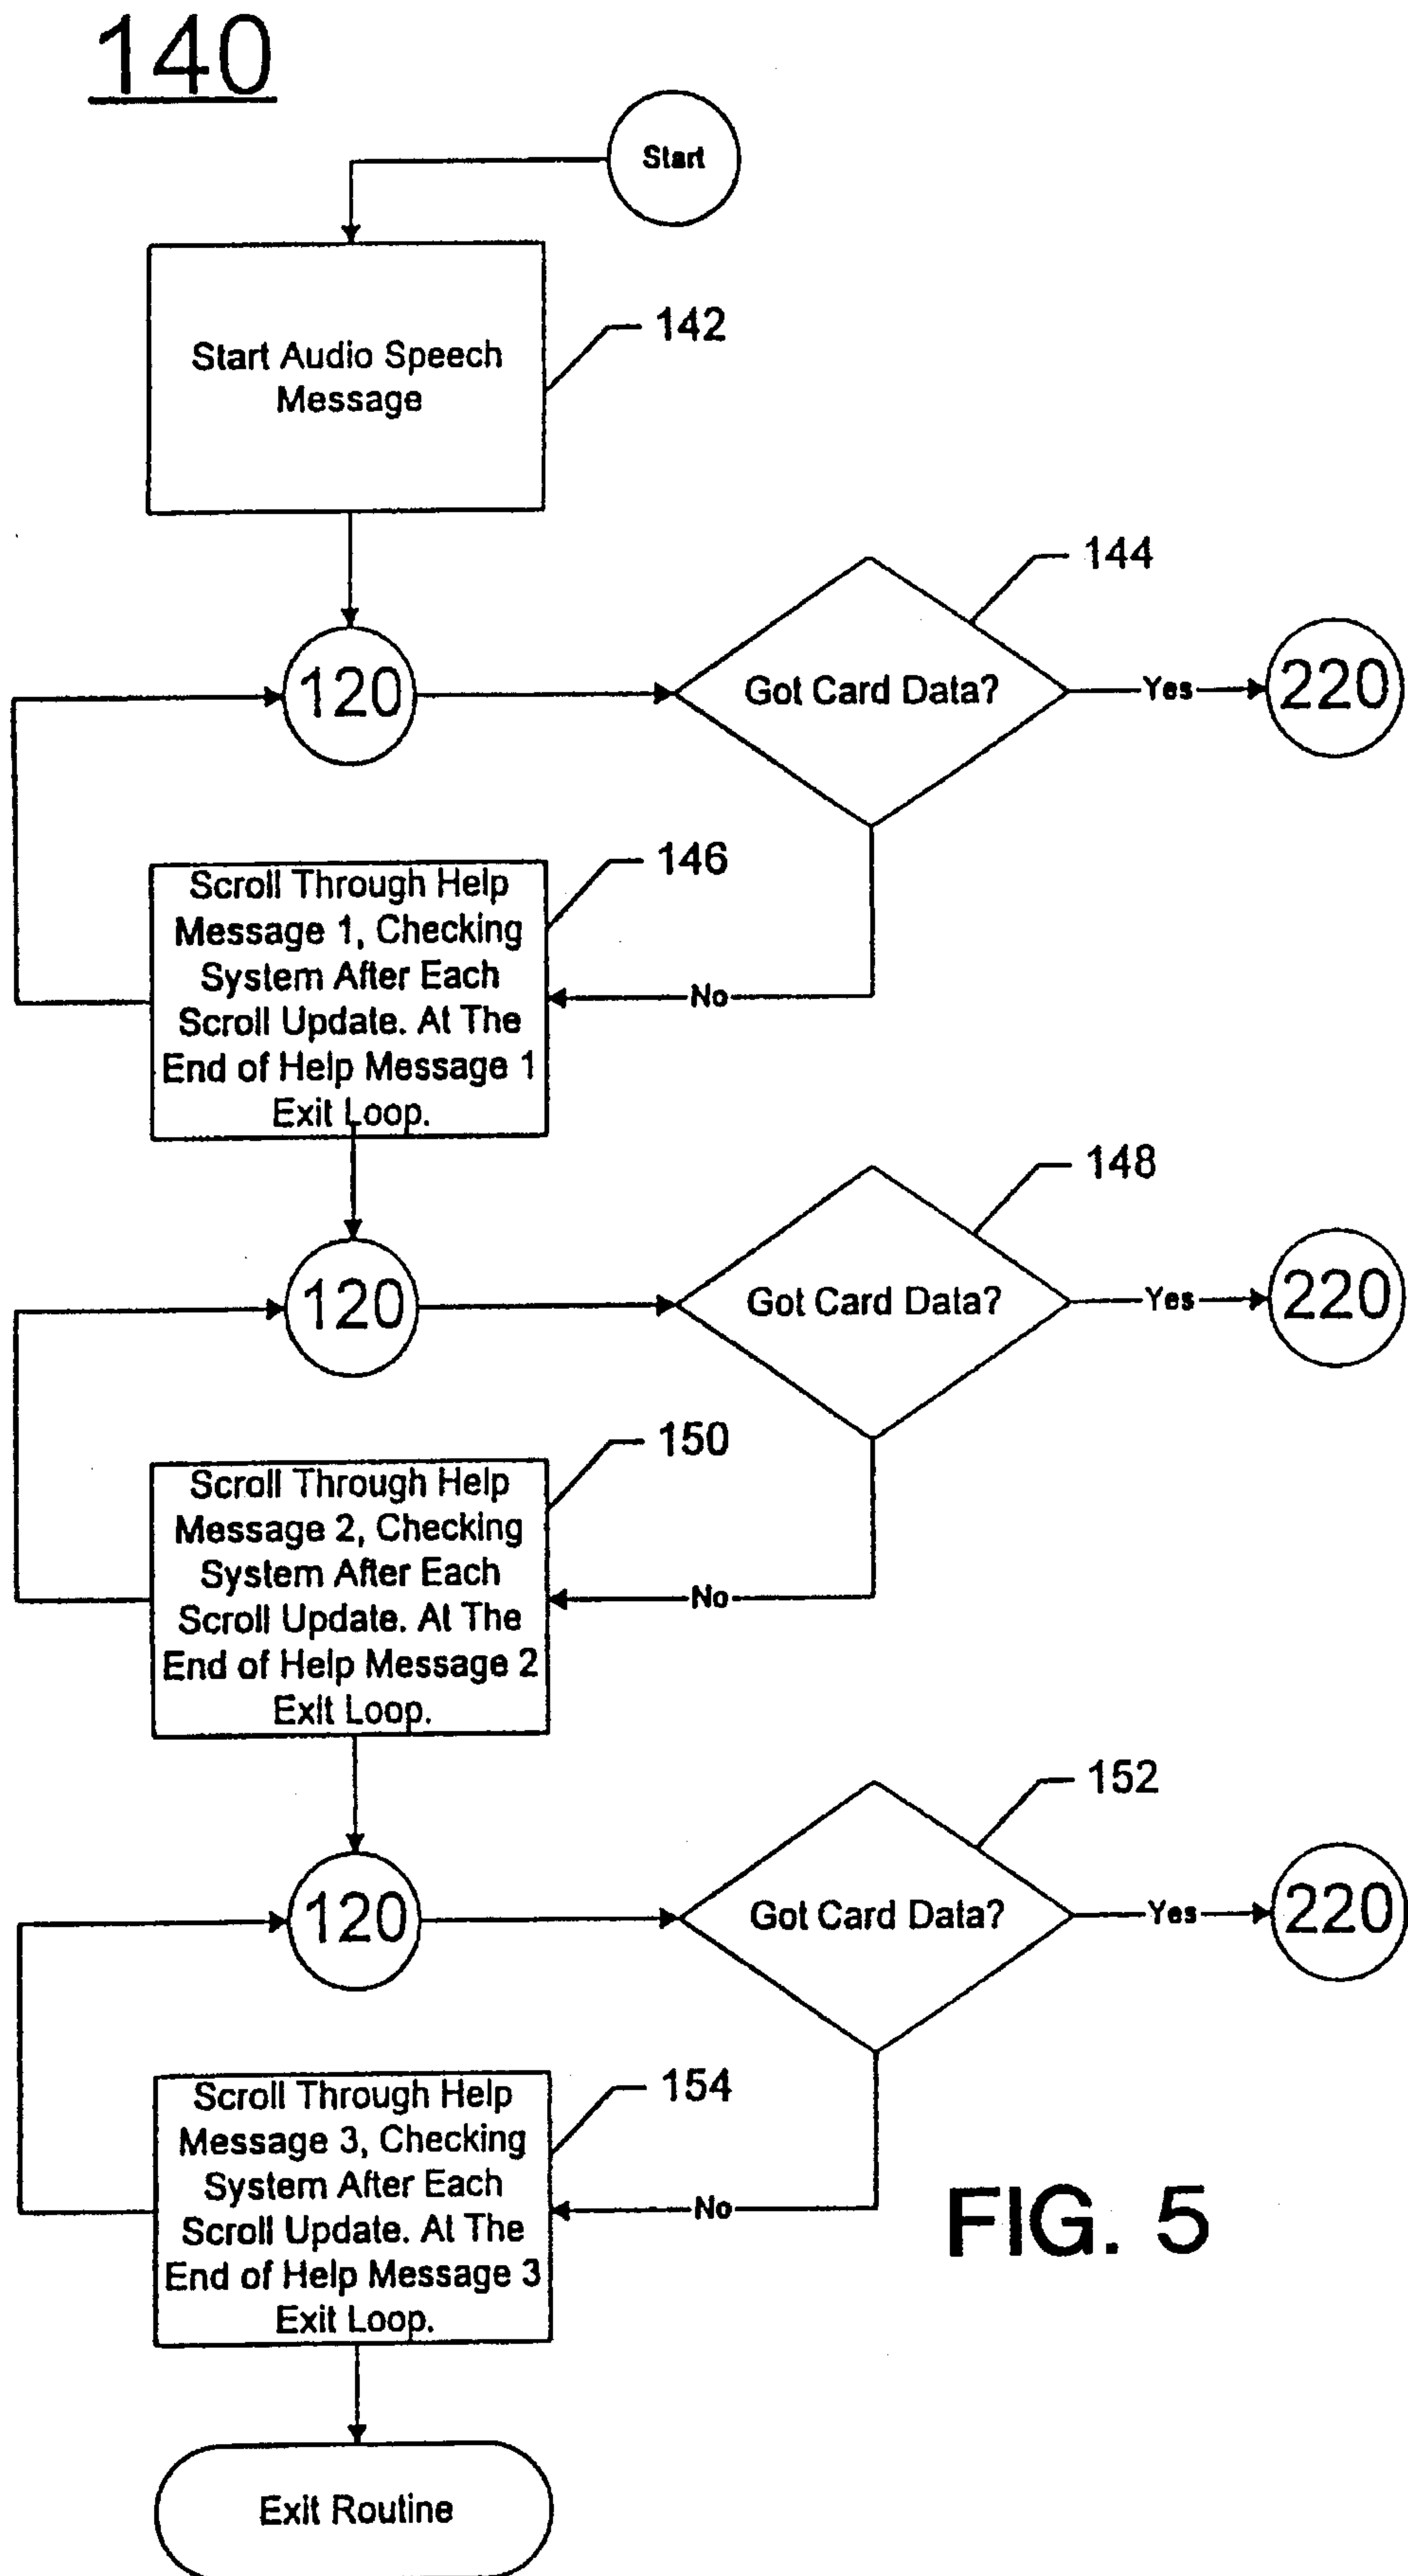 140
Start
Start Audio Speech
Message
142
144
120
Got Card Data?
Yes
220
146
Scroll Through Help
Message 1, Checking
System After Each
Scroll Update. At The
End of Help Message 1
Exit Loop.
No
148
120
Got Card Data?
Yes
220
150
Scroll Through Help
Message 2, Checking
System After Each
Scroll Update. At The
End of Help Message 2
Exit Loop.
No
152
120
Got Card Data?
Yes
220
154
Scroll Through Help
Message 3, Checking
System After Each
Scroll Update. At The
End of Help Message 3
Exit Loop.
No
FIG. 5
Exit Routine